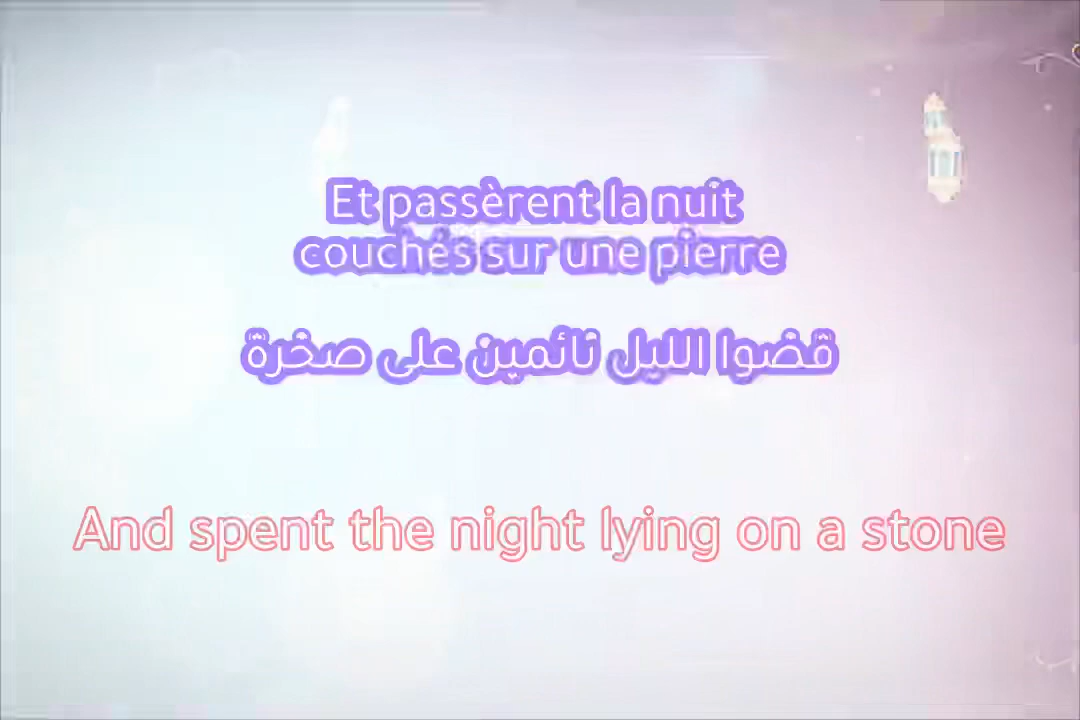 Et passèrent la nuit
couchés sur une pierre
قضوا الليل نائمين على صخرة
And spent the night lying on a stone